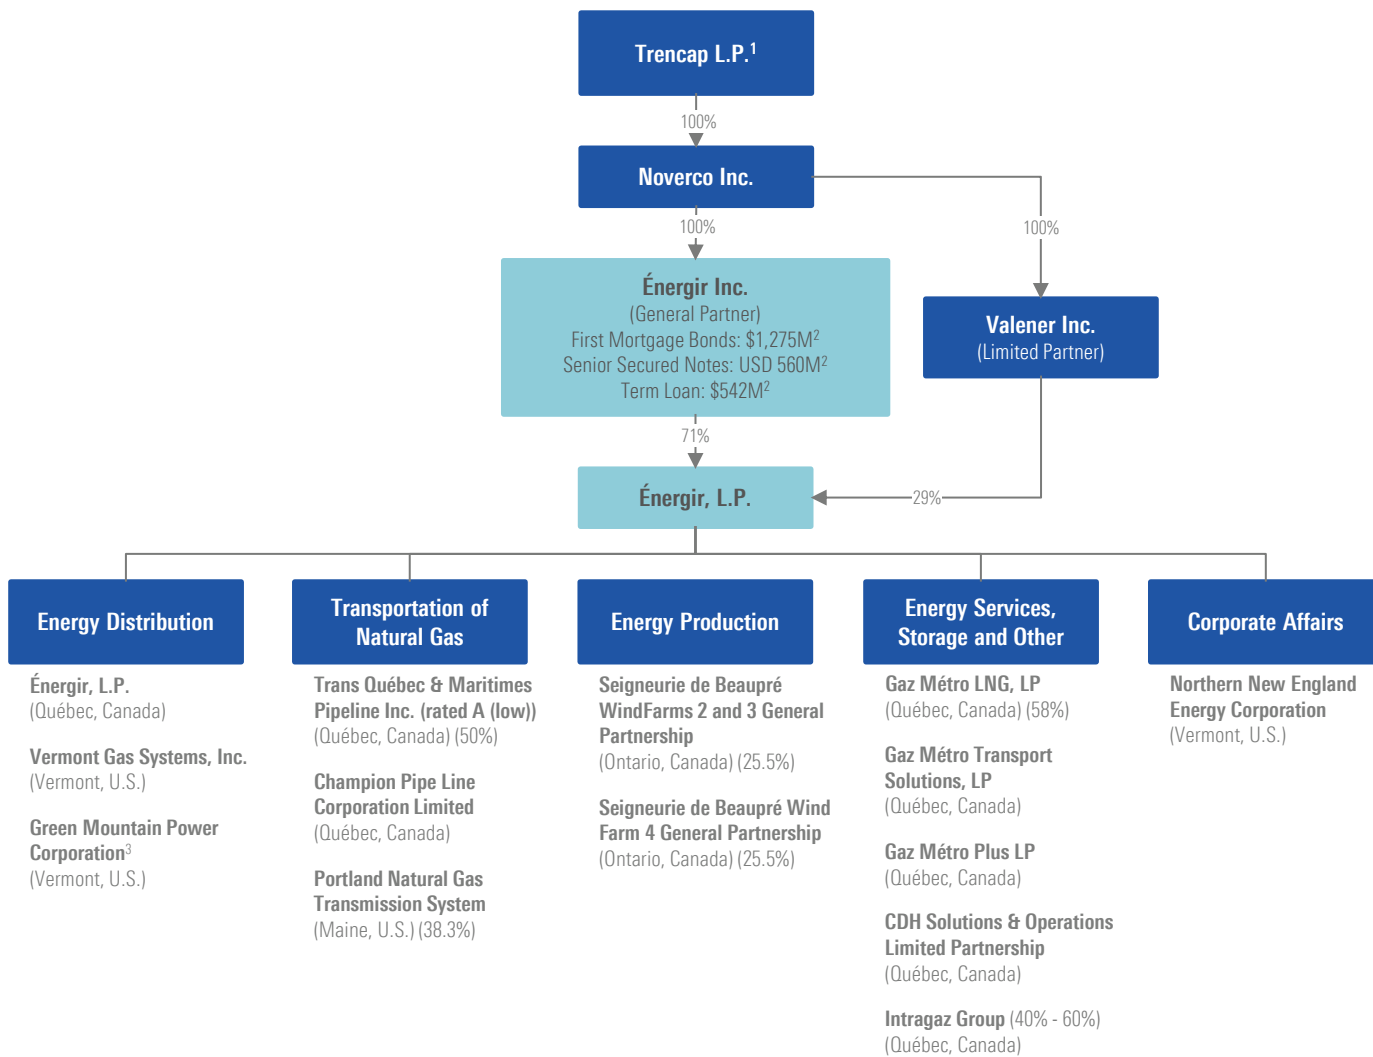 Trencap L.P.¹
100%
Noverco Inc.
100%
100%
Énergir Inc.
(General Partner)
First Mortgage Bonds: $1,275M²
Senior Secured Notes: USD 560M²
Term Loan: $542M²
Valener Inc.
(Limited Partner)
71%
Énergir, L.P.
29%
Energy Distribution
Énergir, L.P.
(Québec, Canada)
Vermont Gas Systems, Inc.
(Vermont, U.S.)
Green Mountain Power
Corporation³
(Vermont, U.S.)
Transportation of
Natural Gas
Trans Québec & Maritimes
Pipeline Inc. (rated A (low))
(Québec, Canada) (50%)
Champion Pipe Line
Corporation Limited
(Québec, Canada)
Portland Natural Gas
Transmission System
(Maine, U.S.) (38.3%)
Energy Production
Seigneurie de Beaupré
WindFarms 2 and 3 General
Partnership
(Ontario, Canada) (25.5%)
Seigneurie de Beaupré Wind
Farm 4 General Partnership
(Ontario, Canada) (25.5%)
Energy Services,
Storage and Other
Gaz Métro LNG, LP
(Québec, Canada) (58%)
Gaz Métro Transport
Solutions, LP
(Québec, Canada)
Gaz Métro Plus LP
(Québec, Canada)
CDH Solutions & Operations
Limited Partnership
(Québec, Canada)
Intragaz Group (40% - 60%)
(Québec, Canada)
Corporate Affairs
Northern New England
Energy Corporation
(Vermont, U.S.)